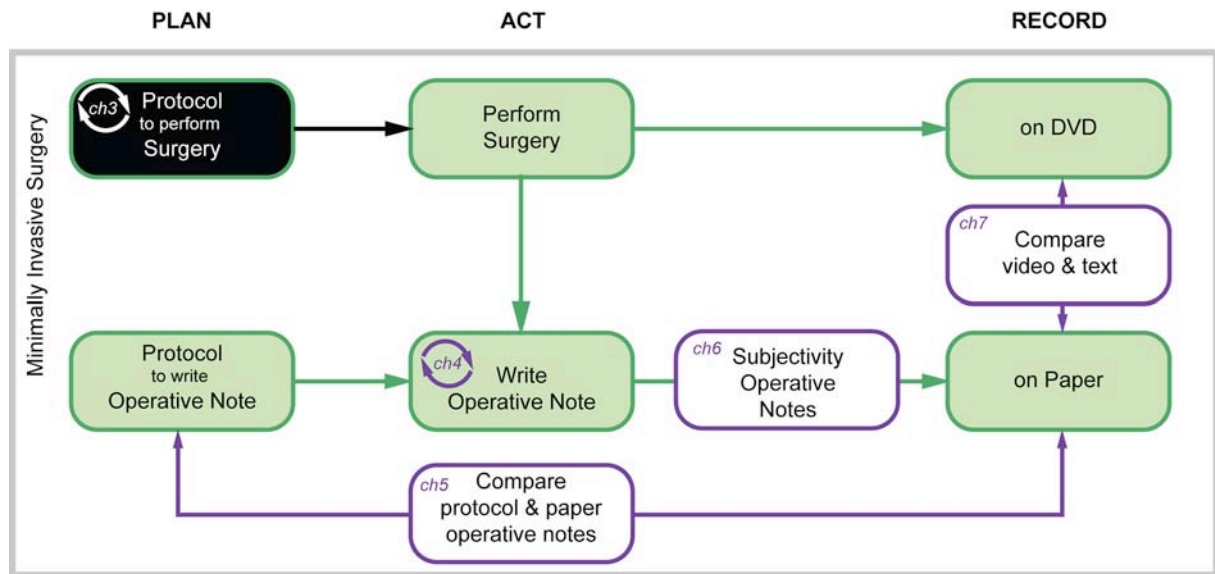 PLAN
ACT
RECORD
Minimally Invasive Surgery
ch3
Protocol
to perform
Surgery
Perform
Surgery
on DVD
ch7
Compare
video & text
Protocol
to write
Operative Note
ch4
Write
Operative Note
ch6
Subjectivity
Operative
Notes
on Paper
ch5
Compare
protocol & paper
operative notes